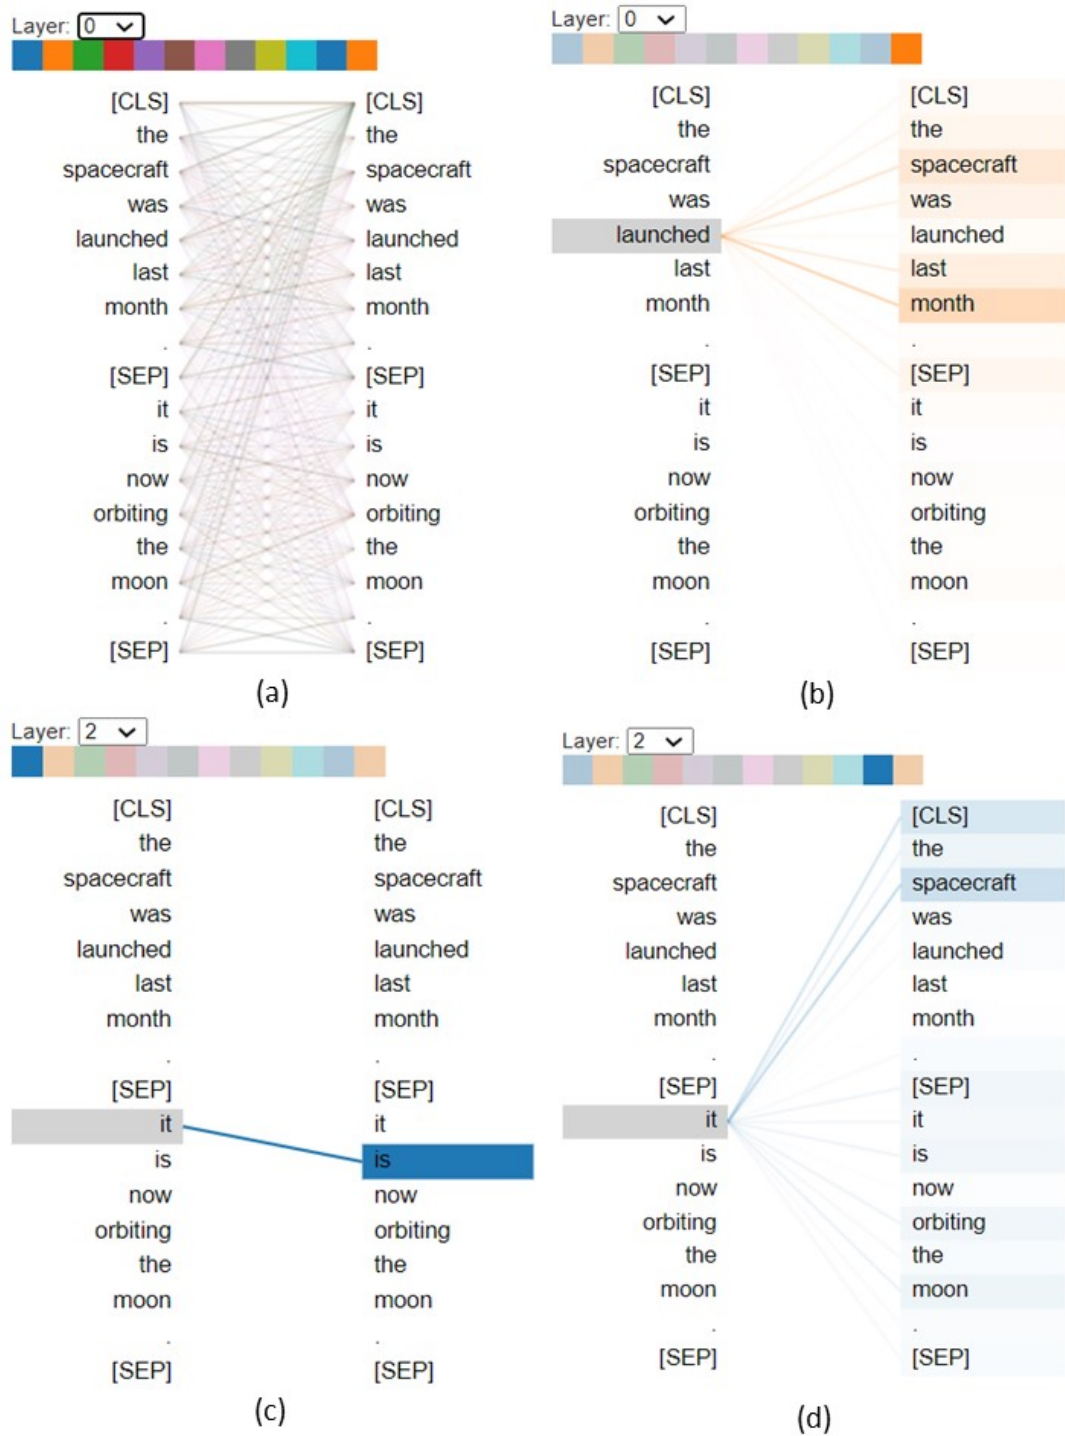 Layer: 0
[CLS] [CLS]
the the
spacecraft spacecraft
was was
launched launched
last last
month month
. .
[SEP] [SEP]
it it
is is
now now
orbiting orbiting
the the
moon moon
. .
[SEP] [SEP]
(a)
Layer: 0
[CLS] [CLS]
the the
spacecraft spacecraft
was was
launched launched
last last
month month
. .
[SEP] [SEP]
it it
is is
now now
orbiting orbiting
the the
moon moon
. .
[SEP] [SEP]
(b)
Layer: 2
[CLS] [CLS]
the the
spacecraft spacecraft
was was
launched launched
last last
month month
. .
[SEP] [SEP]
it it
is is
now now
orbiting orbiting
the the
moon moon
. .
[SEP] [SEP]
(c)
Layer: 2
[CLS] [CLS]
the the
spacecraft spacecraft
was was
launched launched
last last
month month
. .
[SEP] [SEP]
it it
is is
now now
orbiting orbiting
the the
moon moon
. .
[SEP] [SEP]
(d)